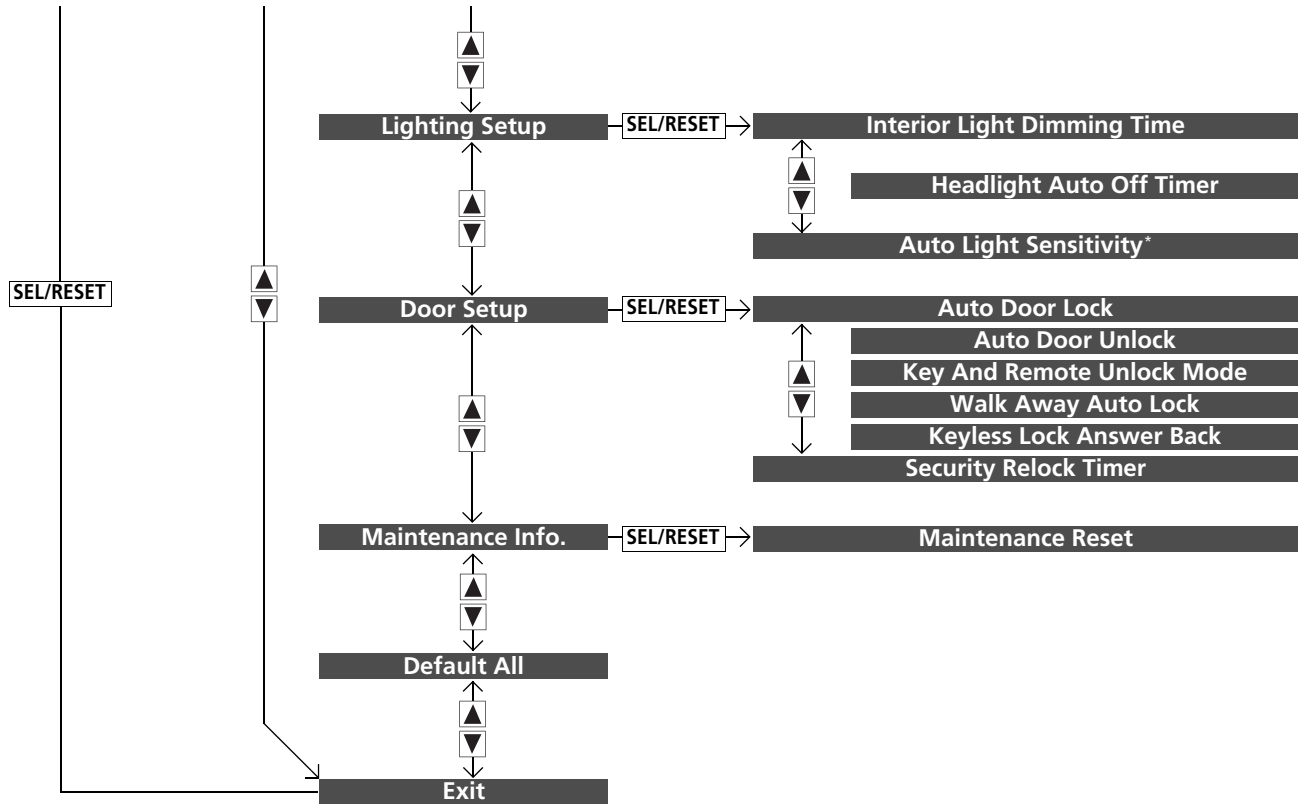 Lighting Setup SEL/RESET Interior Light Dimming Time
Headlight Auto Off Timer
Auto Light Sensitivity*
SEL/RESET
Door Setup SEL/RESET Auto Door Lock
Auto Door Unlock
Key And Remote Unlock Mode
Walk Away Auto Lock
Keyless Lock Answer Back
Security Relock Timer
Maintenance Info. SEL/RESET Maintenance Reset
Default All
Exit